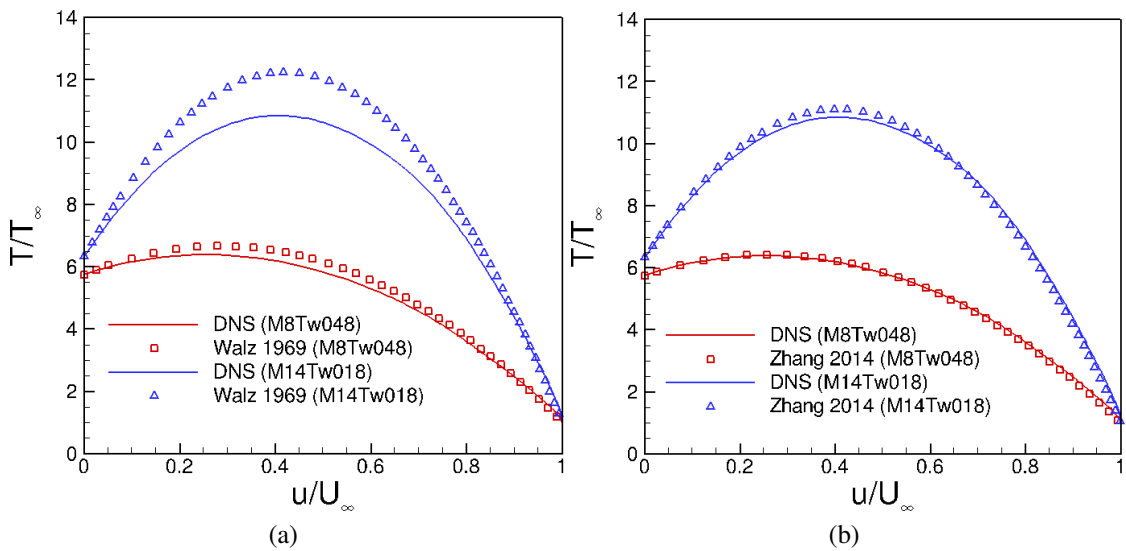 14
12
10
8
6
4
2
0
T/T∞
DNS (M8Tw048)
Walz 1969 (M8Tw048)
DNS (M14Tw018)
Walz 1969 (M14Tw018)
0 0.2 0.4 0.6 0.8 1
u/U∞
(a)
14
12
10
8
6
4
2
0
T/T∞
DNS (M8Tw048)
Zhang 2014 (M8Tw048)
DNS (M14Tw018)
Zhang 2014 (M14Tw018)
0 0.2 0.4 0.6 0.8 1
u/U∞
(b)